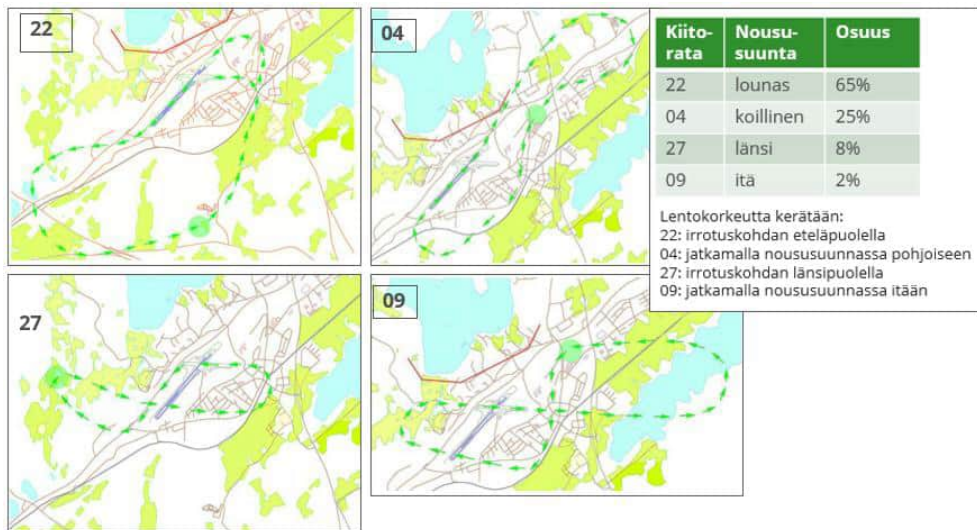 22
04
27
09
Kiito- Nousu- Osuus
rata suunta
22 lounas 65%
04 koillinen 25%
27 länsi 8%
09 itä 2%
Lentokorkeutta kerätään:
22: irrotuskohdan eteläpuolella
04: jatkamalla noususuunnassa pohjoiseen
27: irrotuskohdan länsipuolella
09: jatkamalla noususuunnassa itään